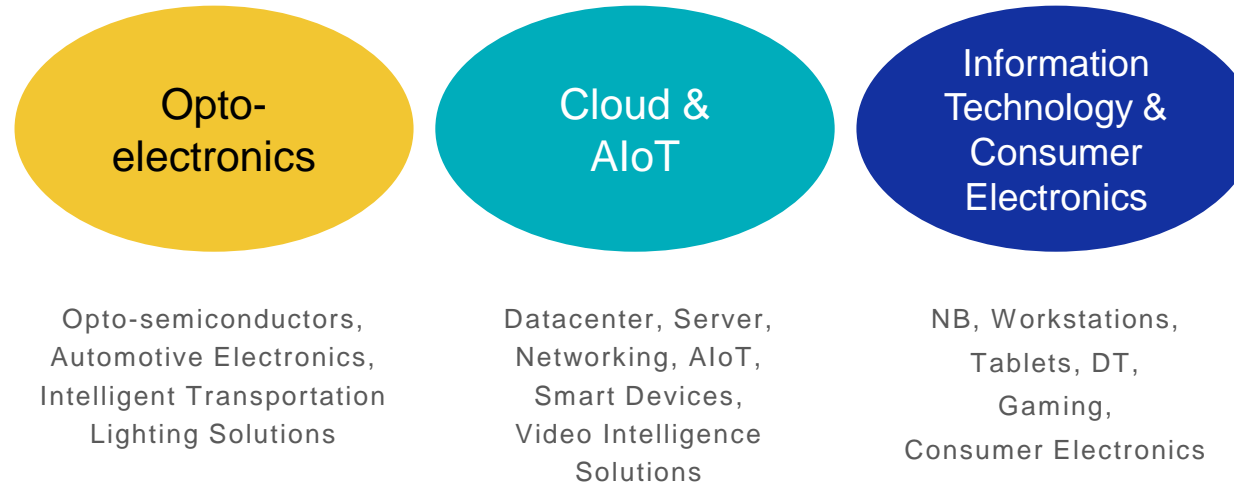 Opto-
electronics
Cloud &
AIoT
Information
Technology &
Consumer
Electronics
Opto-semiconductors,
Automotive Electronics,
Intelligent Transportation
Lighting Solutions
Datacenter, Server,
Networking, AIoT,
Smart Devices,
Video Intelligence
Solutions
NB, Workstations,
Tablets, DT,
Gaming,
Consumer Electronics